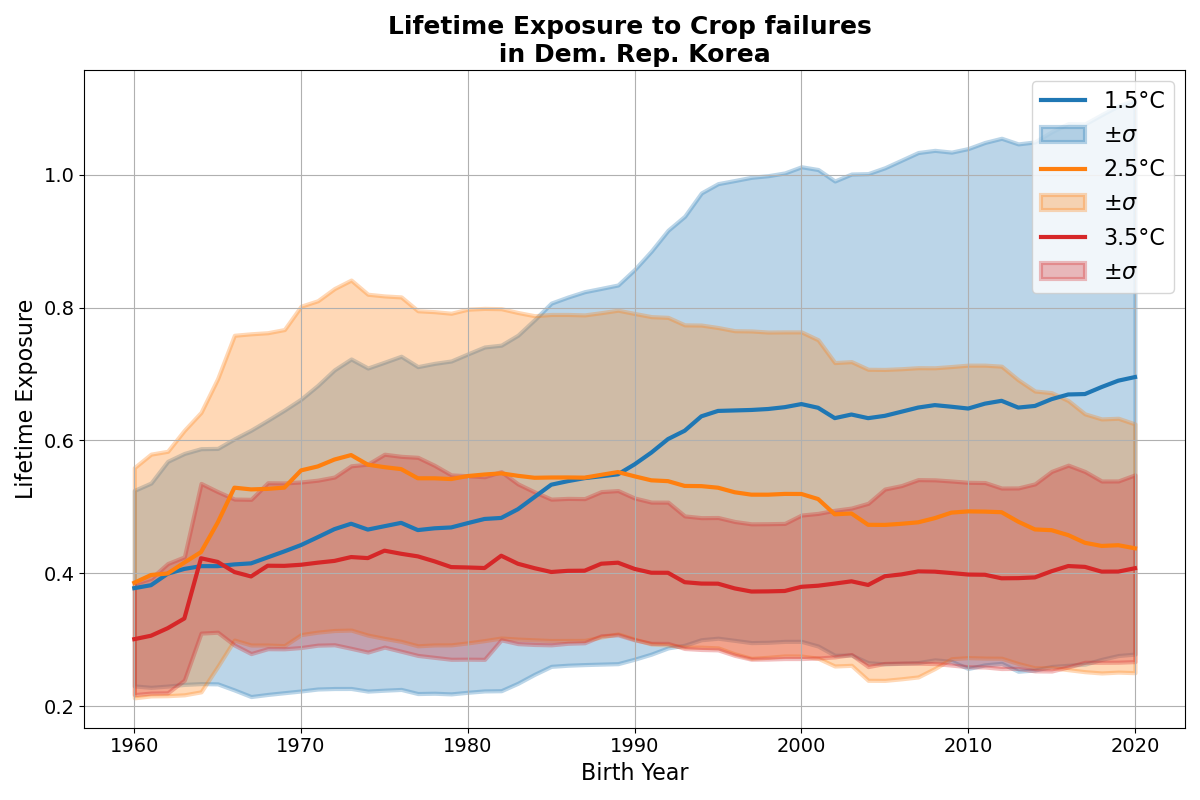 Lifetime Exposure to Crop failures
in Dem. Rep. Korea
1.5°C
±σ
2.5°C
±σ
3.5°C
±σ
Lifetime Exposure
1.0
0.8
0.6
0.4
0.2
1960 1970 1980 1990 2000 2010 2020
Birth Year